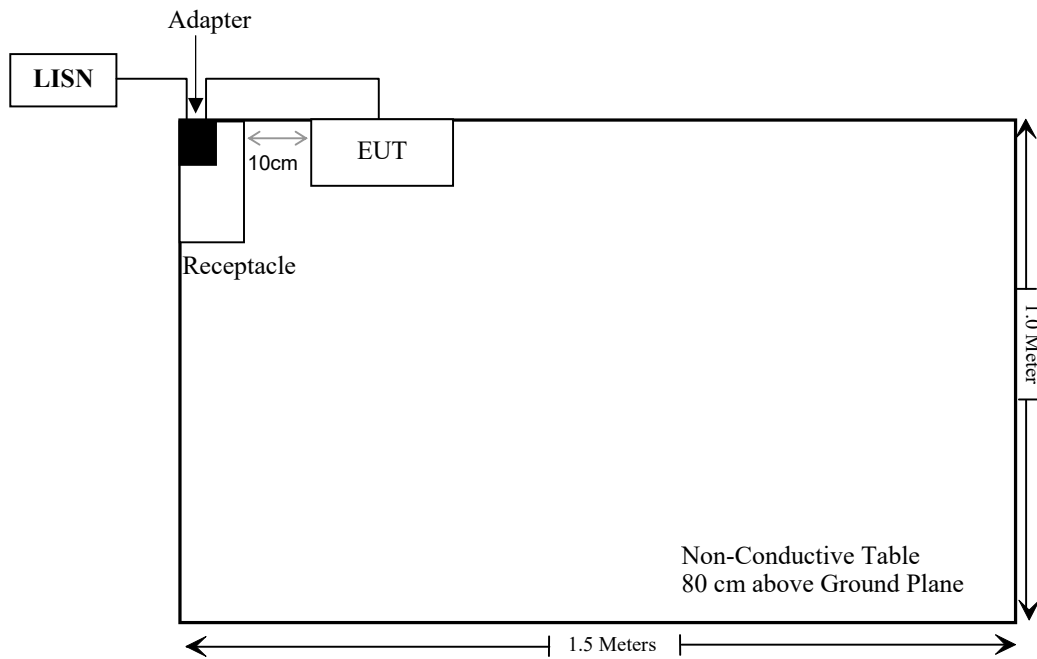 Adapter
LISN
EUT
10cm
Receptacle
1.0 Meter
Non-Conductive Table
80 cm above Ground Plane
1.5 Meters